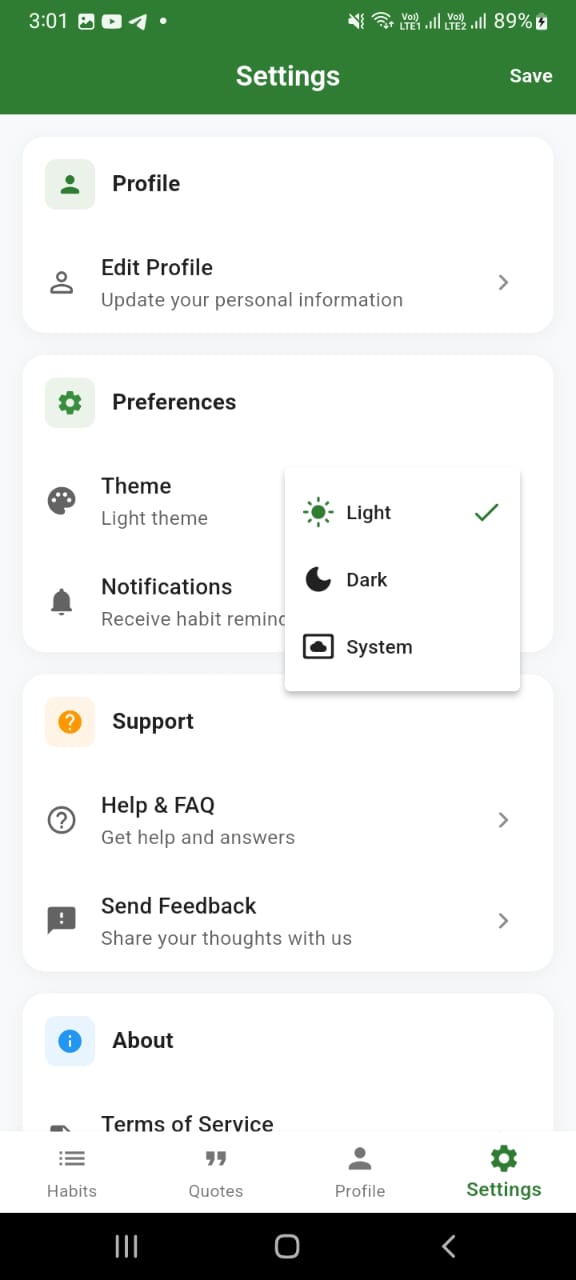 3:01
Vo)) LTE1 Vo)) LTE2 89%
Settings
Save
Profile
Edit Profile
Update your personal information
Preferences
Theme
Light theme
Light
Dark
System
Notifications
Receive habit
Support
Help & FAQ
Get help and answers
Send Feedback
Share your thoughts with us
About
Terms of Service
Habits
Quotes
Profile
Settings